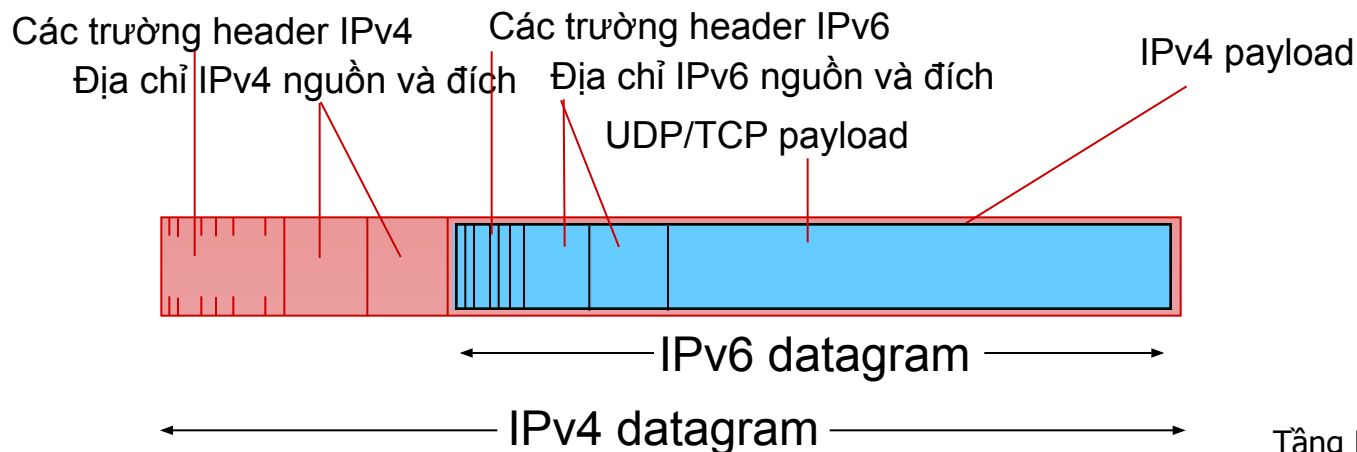 Các trường header IPv4
Các trường header IPv6
IPv4 payload
Địa chỉ IPv4 nguồn và đích
Địa chỉ IPv6 nguồn và đích
UDP/TCP payload
IPv6 datagram
IPv4 datagram
Tầng